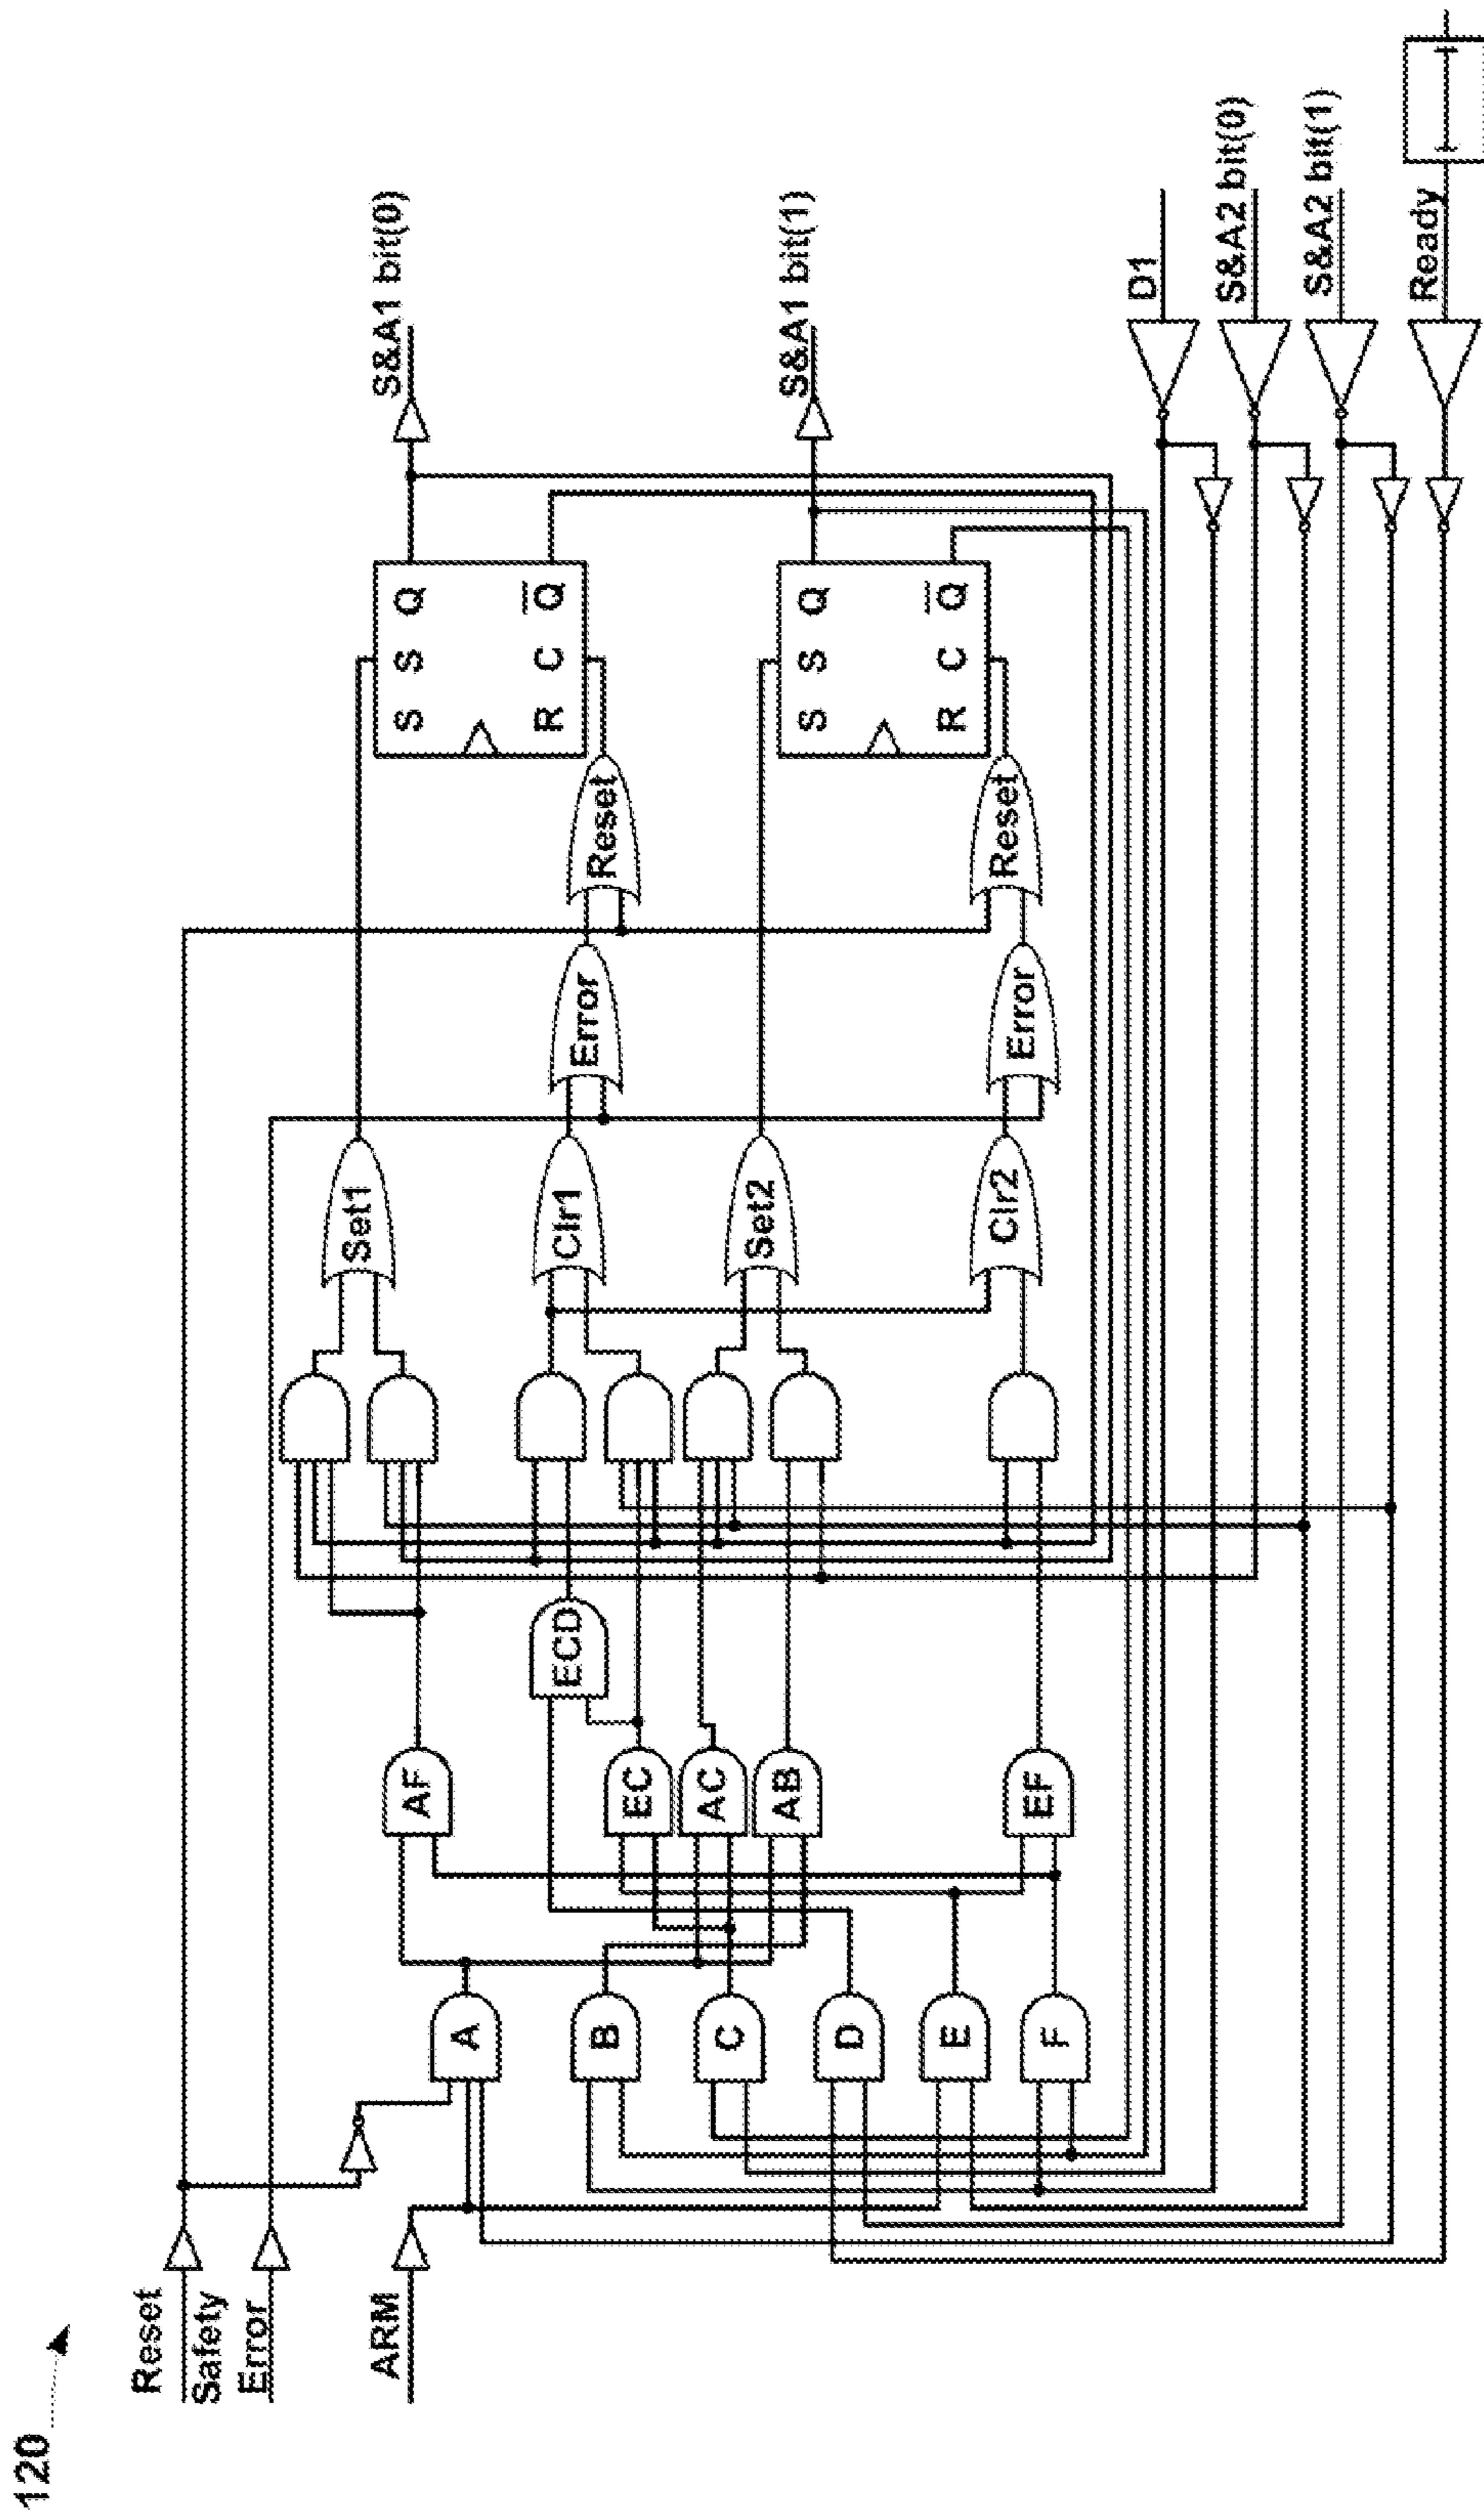 120
Reset
Safety
Error
ARM
A
B
C
D
E
F
AF
EC
AC
AB
EF
ECD
Set1
Clr1
Set2
Clr2
Error
Error
Reset
Reset
S S Q
R C Q̅
S S Q
R C Q̅
S&A1 bit(0)
S&A1 bit(1)
D1
S&A2 bit(0)
S&A2 bit(1)
Ready